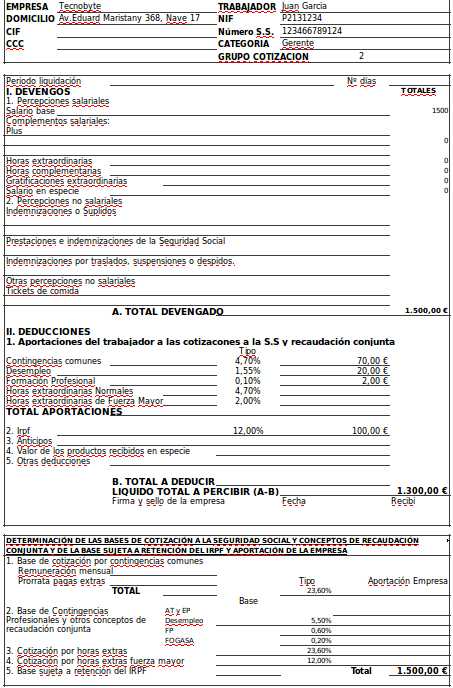 EMPRESA Tecnobyte TRABAJADOR Juan Garcia
DOMICILIO Av.Eduard Maristany 368, Nave 17 NIF P2131234
CIF Número S.S. 123466789124
CCC CATEGORIA Gerente
GRUPO COTIZACION 2
Periodo liquidación Nº días
I. DEVENGOS TOTALES
1. Percepciones salariales
Salario base 1500
Complementos salariales:
Plus
0
Horas extraordinarias 0
Horas complementarias 0
Gratificaciones extraordinarias 0
Salario en especie 0
2. Percepciones no salariales
Indemnizaciones o Suplidos
Prestaciones e indemnizaciones de la Seguridad Social
Indemnizaciones por traslados, suspensiones o despidos.
Otras percepciones no salariales
Tickets de comida
A. TOTAL DEVENGADO 1.500,00 €
II. DEDUCCIONES
1. Aportaciones del trabajador a las cotizacones a la S.S y recaudación conjunta
Tipo
Contingencias comunes 4,70% 70,00 €
Desempleo 1,55% 20,00 €
Formación Profesional 0,10% 2,00 €
Horas extraordinarias Normales 4,70%
Horas extraordinarias de Fuerza Mayor 2,00%
TOTAL APORTACIONES
2. Irpf 12,00% 100,00 €
3. Anticipos
4. Valor de los productos recibidos en especie
5. Otras deducciones
B. TOTAL A DEDUCIR
LIQUIDO TOTAL A PERCIBIR (A-B) 1.300,00 €
Firma y sello de la empresa Fecha Recibi
DETERMINACIÓN DE LAS BASES DE COTIZACIÓN A LA SEGURIDAD SOCIAL Y CONCEPTOS DE RECAUDACIÓN
CONJUNTA Y DE LA BASE SUJETA A RETENCIÓN DEL IRPF Y APORTACIÓN DE LA EMPRESA
1. Base de cotización por contingencias comunes
Remuneración mensual
Prorrata pagas extras Tipo Aportación Empresa
TOTAL 23,60%
Base
2. Base de Contingencias AT y EP
Profesionales y otros conceptos de Desempleo 5,50%
recaudación conjunta FP 0,60%
FOGASA 0,20%
3. Cotización por horas extras 23,60%
4. Cotización por horas extras fuerza mayor 12,00%
5. Base sujeta a retención del IRPF Total 1.500,00 €